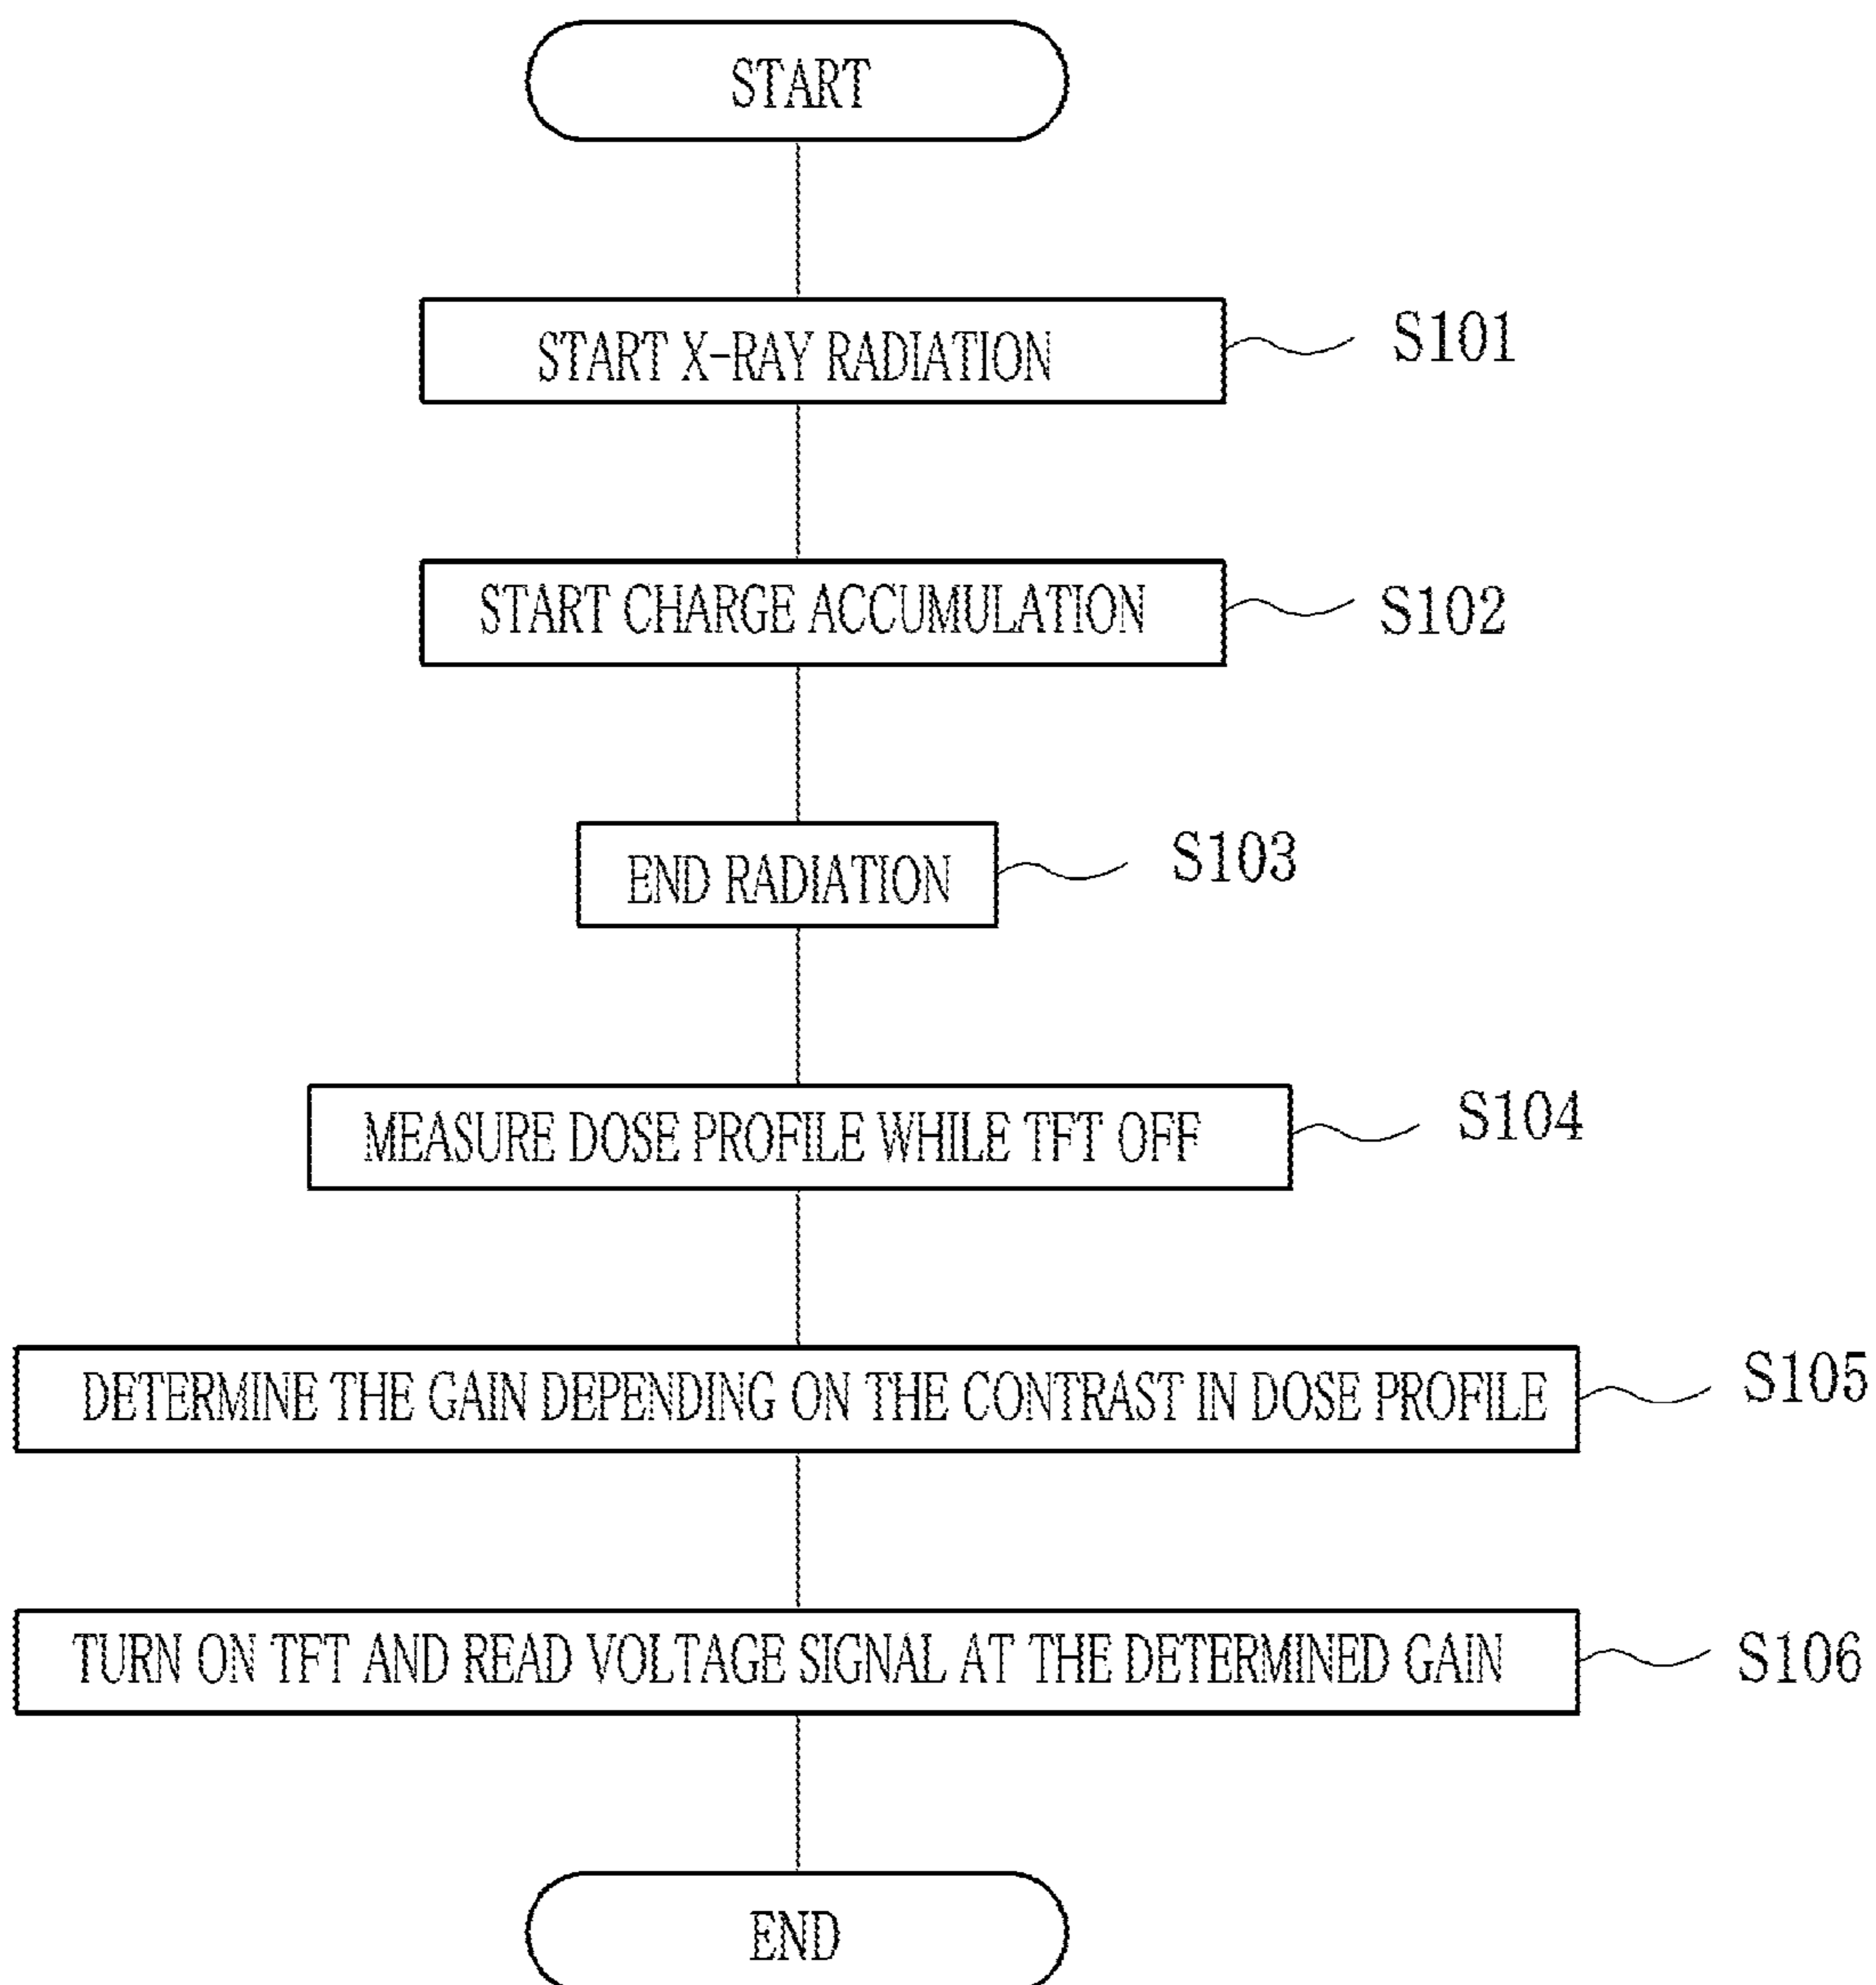 START
START X-RAY RADIATION
S101
START CHARGE ACCUMULATION
S102
END RADIATION
S103
MEASURE DOSE PROFILE WHILE TFT OFF
S104
DETERMINE THE GAIN DEPENDING ON THE CONTRAST IN DOSE PROFILE
S105
TURN ON TFT AND READ VOLTAGE SIGNAL AT THE DETERMINED GAIN
S106
END